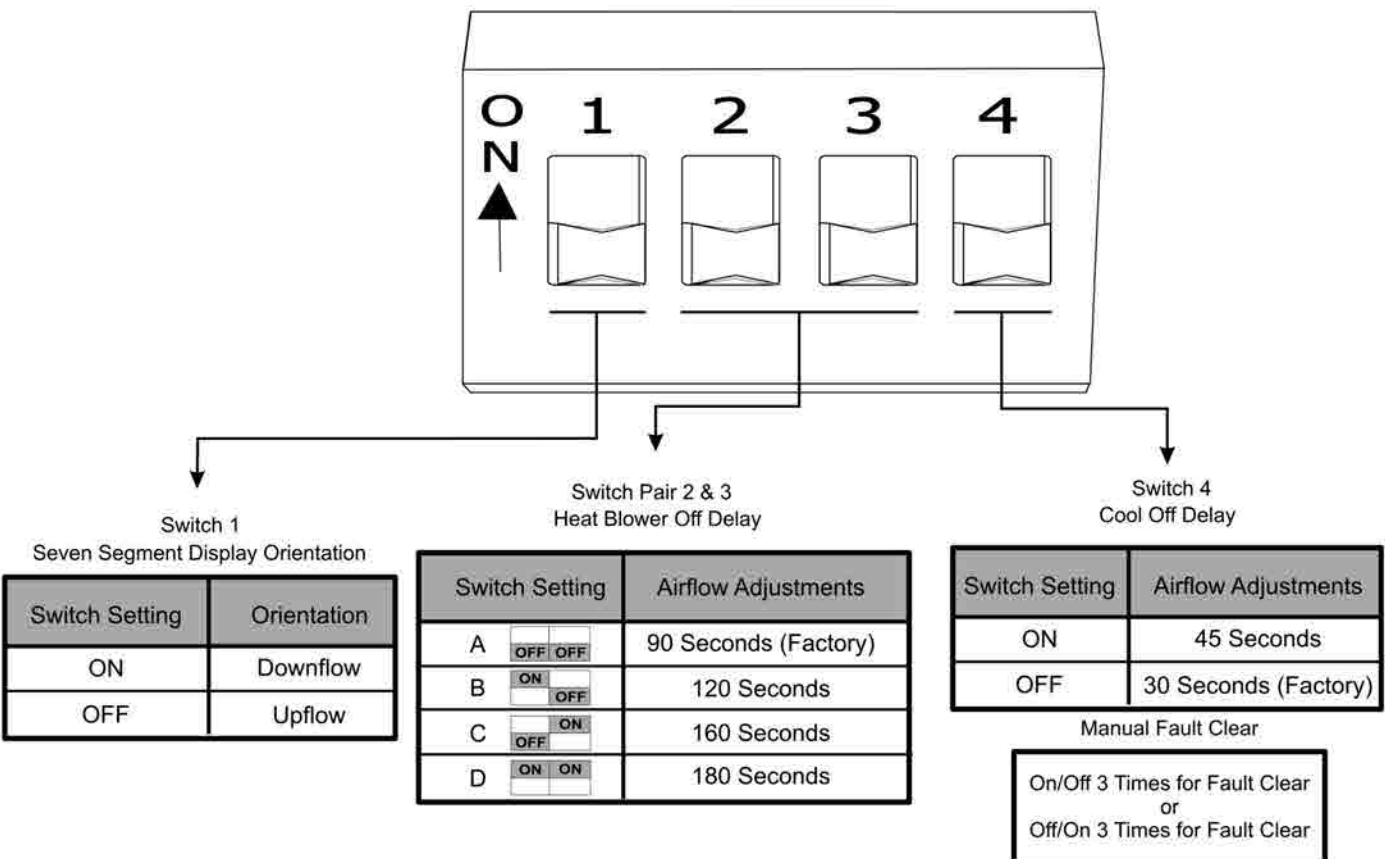 ON
1 2 3 4
Switch 1
Seven Segment Display Orientation
Switch Setting Orientation
ON Downflow
OFF Upflow
Switch Pair 2 & 3
Heat Blower Off Delay
Switch Setting Airflow Adjustments
A OFF OFF 90 Seconds (Factory)
B ON OFF 120 Seconds
C OFF ON 160 Seconds
D ON ON 180 Seconds
Switch 4
Cool Off Delay
Switch Setting Airflow Adjustments
ON 45 Seconds
OFF 30 Seconds (Factory)
Manual Fault Clear
On/Off 3 Times for Fault Clear
or
Off/On 3 Times for Fault Clear